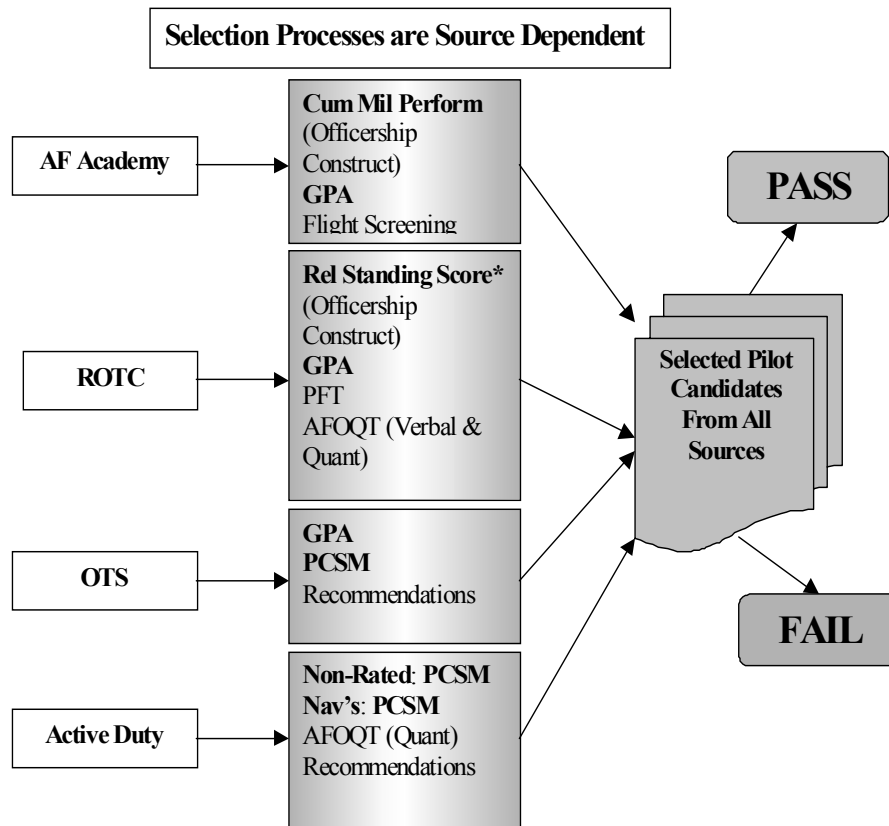 Selection Processes are Source Dependent
AF Academy
Cum Mil Perform
(Officership
Construct)
GPA
Flight Screening
ROTC
Rel Standing Score*
(Officership
Construct)
GPA
PFT
AFOQT (Verbal &
Quant)
OTS
GPA
PCSM
Recommendations
Active Duty
Non-Rated: PCSM
Nav's: PCSM
AFOQT (Quant)
Recommendations
Selected Pilot
Candidates
From All
Sources
PASS
FAIL